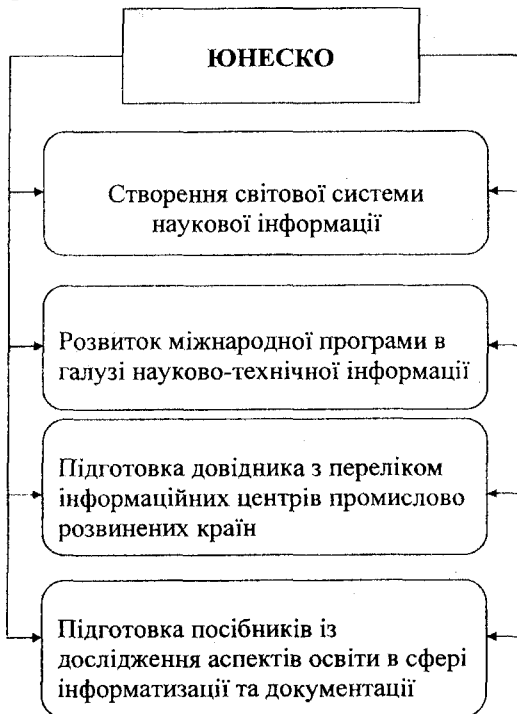 ЮНЕСКО
Створення світової системи
наукової інформації
Розвиток міжнародної програми в
галузі науково-технічної інформації
Підготовка довідника з переліком
інформаційних центрів промислово
розвинених країн
Підготовка посібників із
дослідження аспектів освіти в сфері
інформатизації та документації